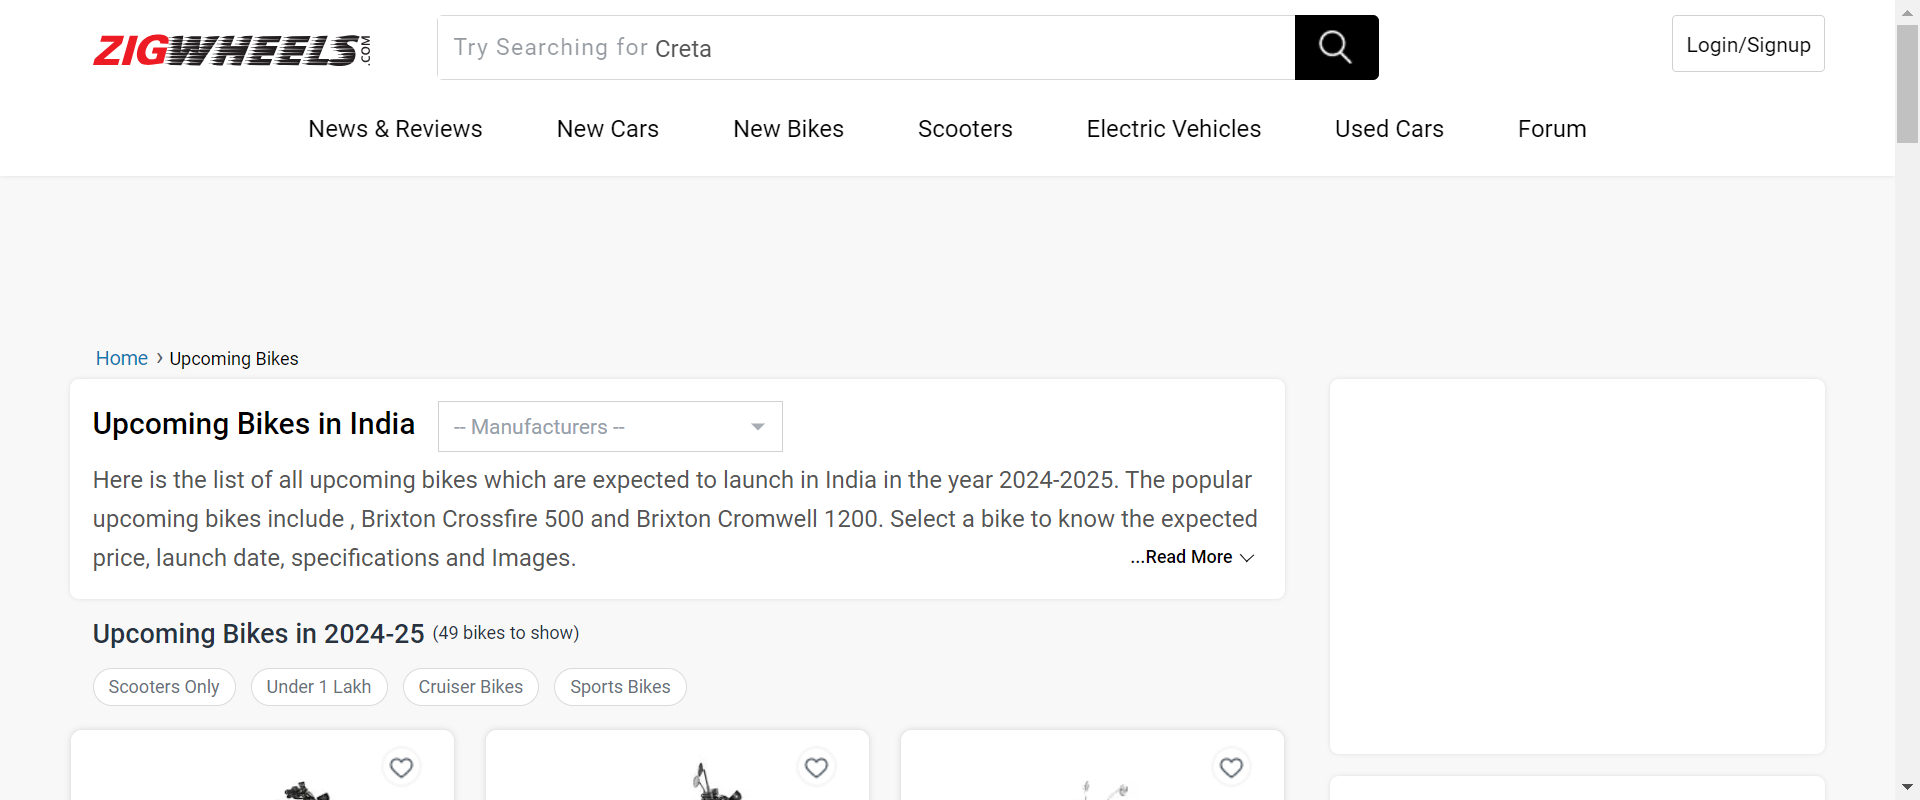 ZIGWHEELS.COM
Try Searching for Creta
Login/Signup
News & Reviews New Cars New Bikes Scooters Electric Vehicles Used Cars Forum
Home › Upcoming Bikes
Upcoming Bikes in India -- Manufacturers --
Here is the list of all upcoming bikes which are expected to launch in India in the year 2024-2025. The popular
upcoming bikes include , Brixton Crossfire 500 and Brixton Cromwell 1200. Select a bike to know the expected
price, launch date, specifications and Images. ...Read More
Upcoming Bikes in 2024-25 (49 bikes to show)
Scooters Only Under 1 Lakh Cruiser Bikes Sports Bikes